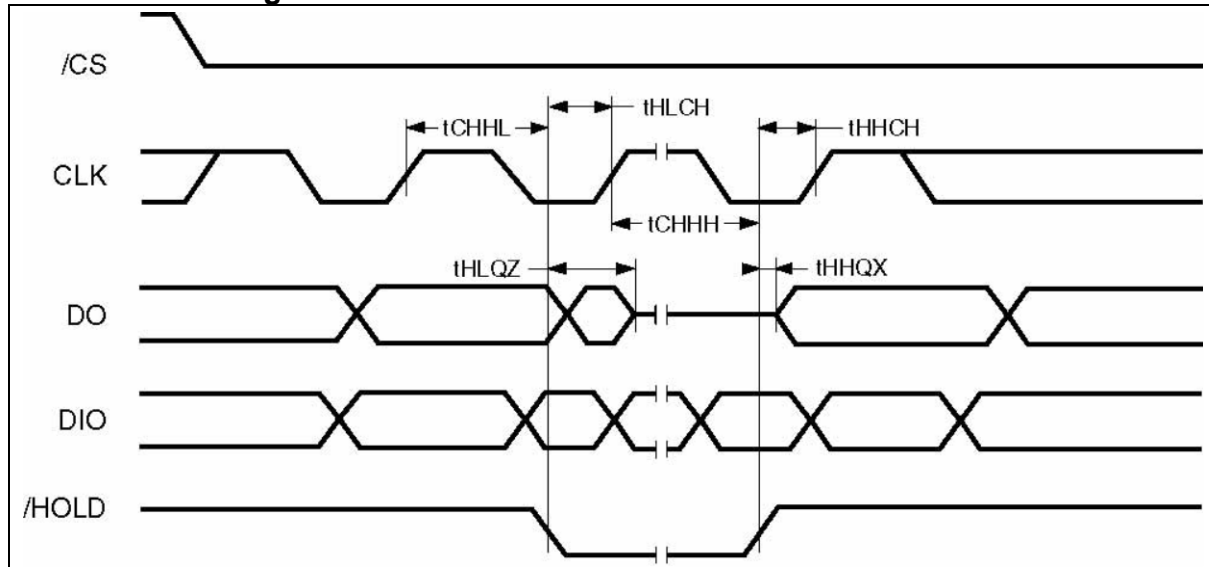 /CS
tHLCH
tCHHL
tHHCH
CLK
tCHHH
tHLQZ
tHHQX
DO
DIO
/HOLD